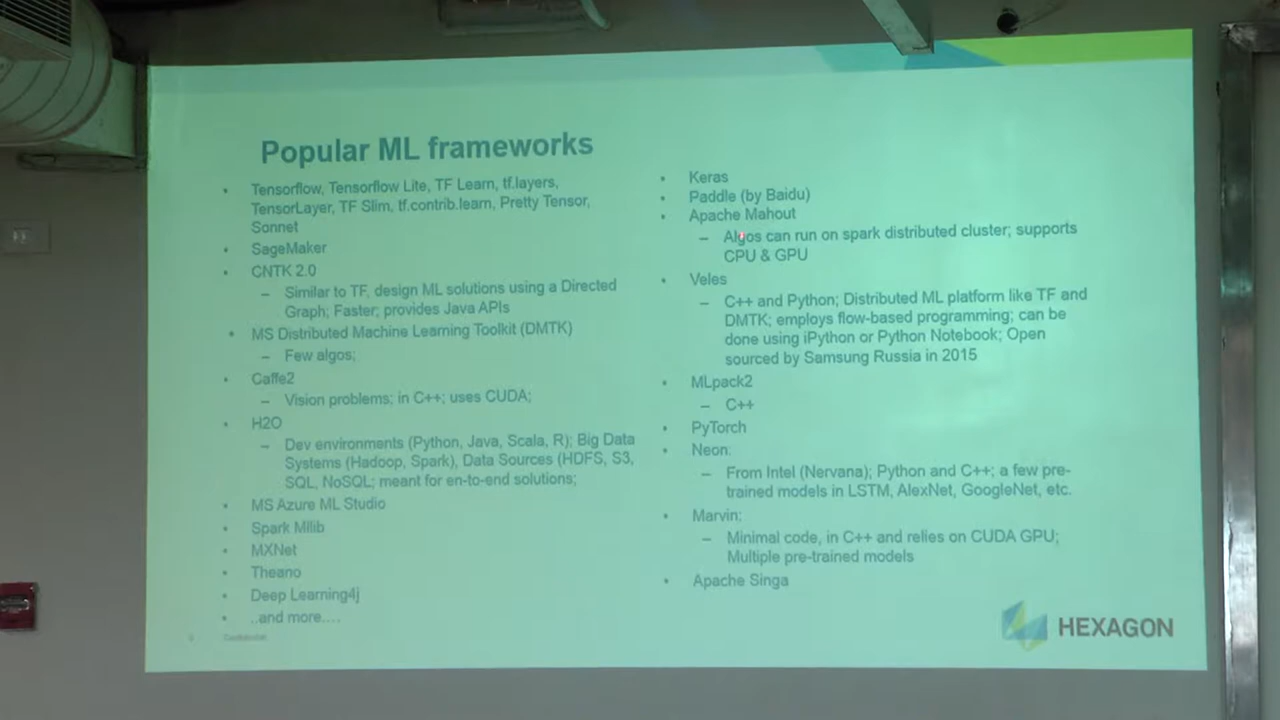 Popular ML frameworks
• Tensorflow, Tensorflow Lite, TF Learn, tf.layers,
TensorLayer, TF Slim, tf.contrib.learn, Pretty Tensor,
Sonnet
• SageMaker
• CNTK 2.0
– Similar to TF, design ML solutions using a Directed
Graph; Faster; provides Java APIs
• MS Distributed Machine Learning Toolkit (DMTK)
– Few algos;
• Caffe2
– Vision problems; in C++; uses CUDA;
• H2O
– Dev environments (Python, Java, Scala, R); Big Data
Systems (Hadoop, Spark), Data Sources (HDFS, S3,
SQL, NoSQL; meant for en-to-end solutions;
• MS Azure ML Studio
• Spark Mllib
• MXNet
• Theano
• Deep Learning4j
• ..and more....
• Keras
• Paddle (by Baidu)
• Apache Mahout
– Algos can run on spark distributed cluster; supports
CPU & GPU
• Veles
– C++ and Python; Distributed ML platform like TF and
DMTK; employs flow-based programming; can be
done using iPython or Python Notebook; Open
sourced by Samsung Russia in 2015
• MLpack2
– C++
• PyTorch
• Neon:
– From Intel (Nervana); Python and C++; a few pre-
trained models in LSTM, AlexNet, GoogleNet, etc.
• Marvin:
– Minimal code, in C++ and relies on CUDA GPU;
Multiple pre-trained models
• Apache Singa
Confidential
HEXAGON